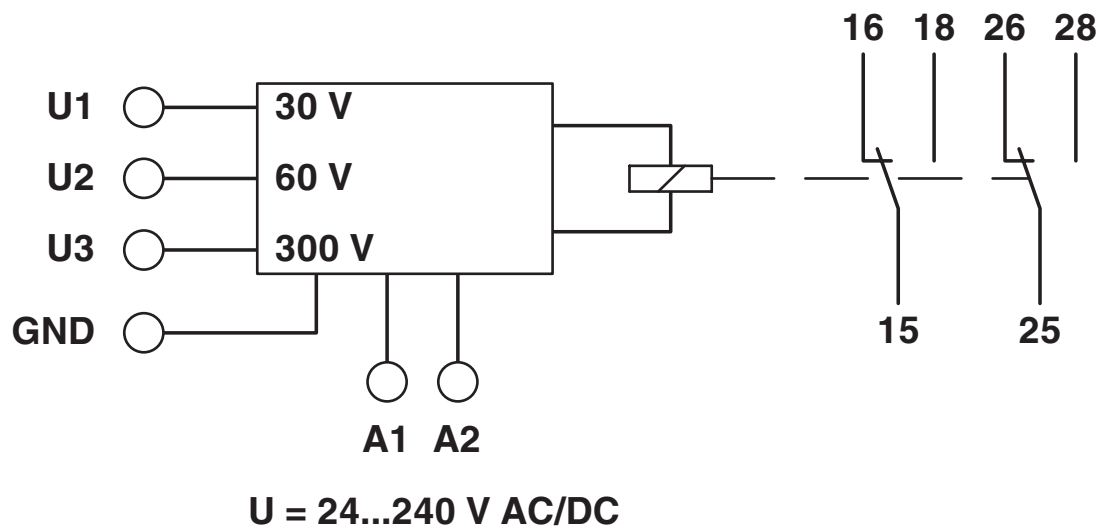 16 18 26 28
U1 30 V
U2 60 V
U3 300 V
GND
15 25
A1 A2
U = 24...240 V AC/DC